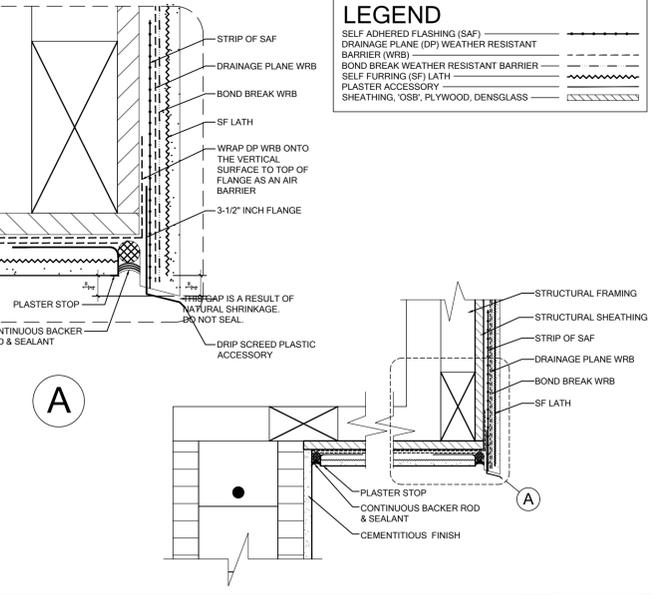 LEGEND
SELF ADHERED FLASHING (SAF)
DRAINAGE PLANE (DP) WEATHER RESISTANT
BARRIER (WRB)
BOND BREAK WEATHER RESISTANT BARRIER
SELF FURRING (SF) LATH
PLASTER ACCESSORY
SHEATHING, 'OSB', PLYWOOD, DENSGLASS
STRIP OF SAF
DRAINAGE PLANE WRB
BOND BREAK WRB
SF LATH
WRAP DP WRB ONTO
THE VERTICAL
SURFACE TO TOP OF
FLANGE AS AN AIR
BARRIER
3-1/2" INCH FLANGE
THIS GAP IS A RESULT OF
NATURAL SHRINKAGE.
DO NOT SEAL.
PLASTER STOP
NTINUOUS BACKER
D & SEALANT
DRIP SCREED PLASTIC
ACCESSORY
A
STRUCTURAL FRAMING
STRUCTURAL SHEATHING
STRIP OF SAF
DRAINAGE PLANE WRB
BOND BREAK WRB
SF LATH
PLASTER STOP
CONTINUOUS BACKER ROD
& SEALANT
CEMENTITIOUS FINISH
A